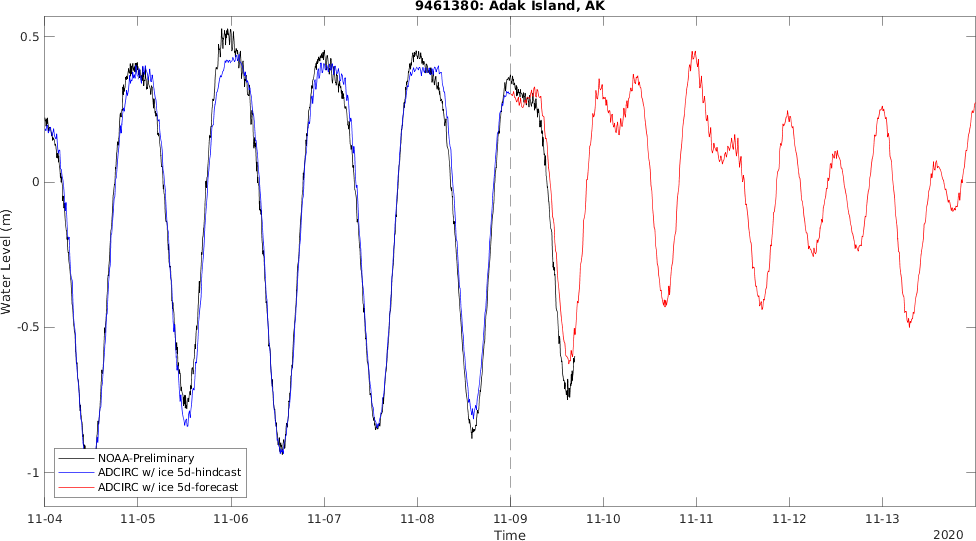 9461380: Adak Island, AK
0.5
0
-0.5
-1
Water Level (m)
NOAA-Preliminary
ADCIRC w/ ice 5d-hindcast
ADCIRC w/ ice 5d-forecast
11-04 11-05 11-06 11-07 11-08 11-09 11-10 11-11 11-12 11-13
Time
2020